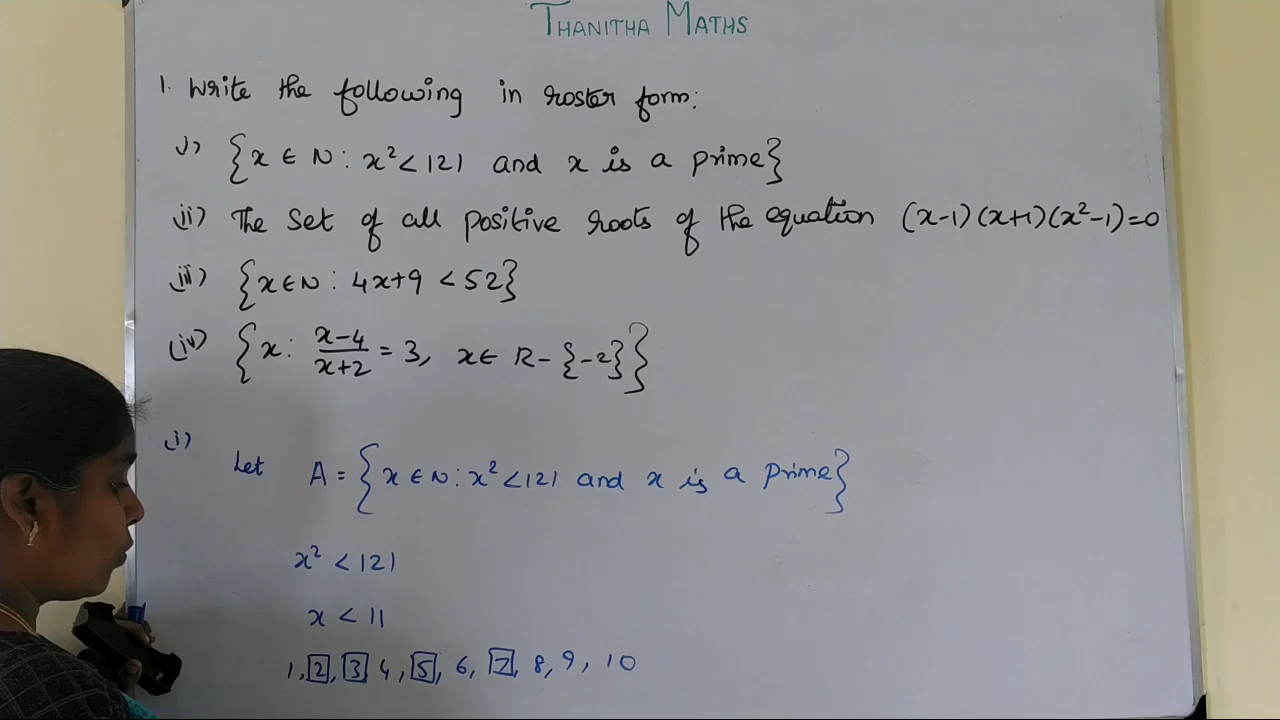 THANITHA MATHS
1. Write the following in roster form:
i) {x ∈ N : x² < 121 and x is a prime}
ii) The set of all positive roots of the equation (x-1)(x+1)(x²-1)=0
iii) {x∈N : 4x+9 < 52}
(iv) {x : x-4/x+2 = 3, x∈ R - {-2}}
(i)
Let A = {x ∈ N : x² < 121 and x is a prime}
x² < 121
x < 11
1, 2, 3 4, 5, 6, 7, 8, 9, 10